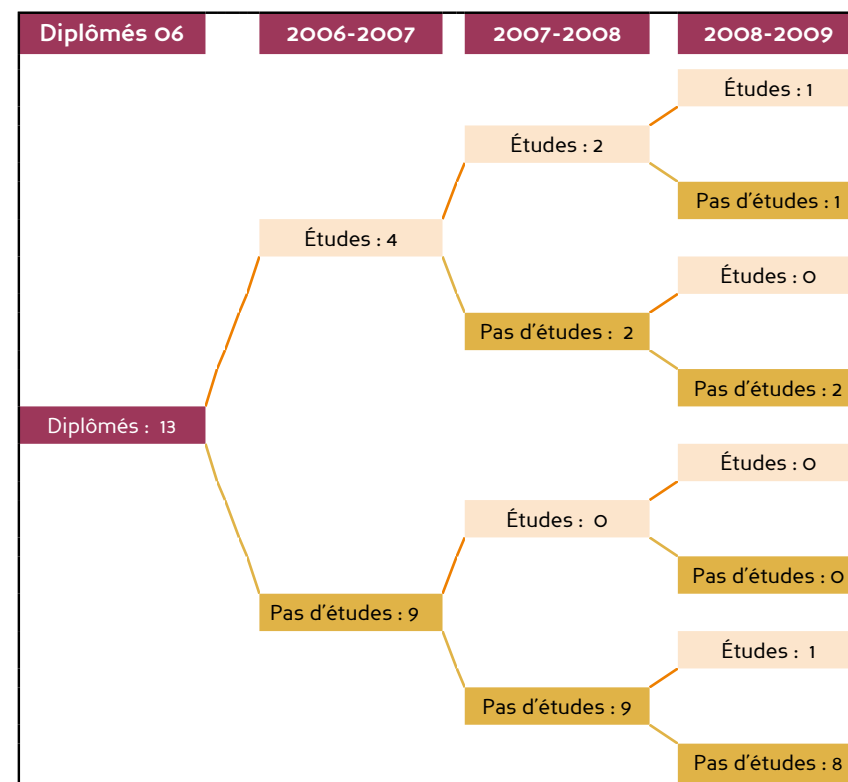 Diplômés 06 2006-2007 2007-2008 2008-2009
Études : 1
Études : 2
Pas d'études : 1
Études : 4
Études : 0
Pas d'études : 2
Pas d'études : 2
Diplômés : 13
Études : 0
Études : 0
Pas d'études : 0
Pas d'études : 9
Études : 1
Pas d'études : 9
Pas d'études : 8